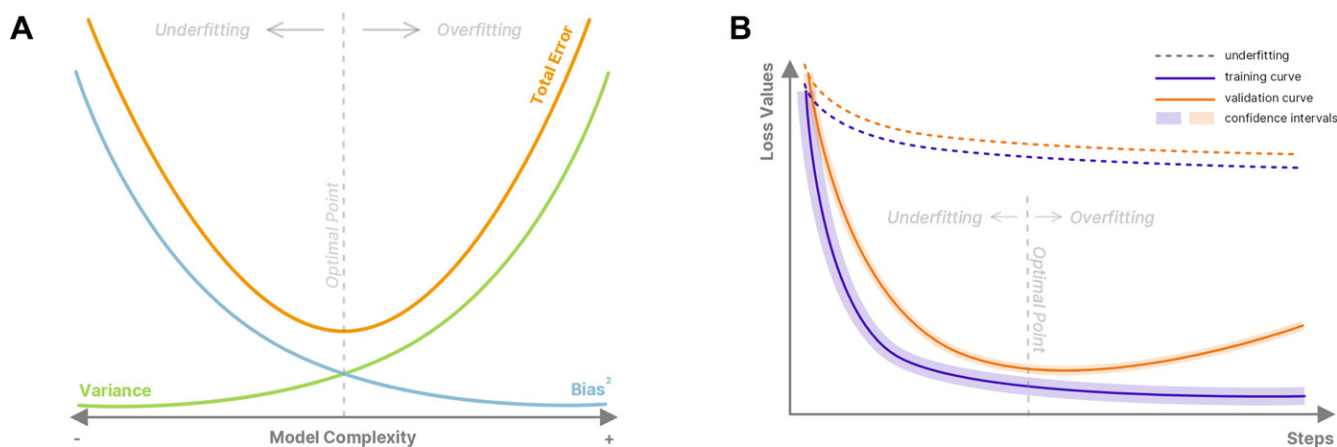 A
Underfitting
Overfitting
Total Error
Optimal Point
Variance
Bias²
-
Model Complexity
+
B
underfitting
training curve
validation curve
confidence intervals
Loss Values
Underfitting
Overfitting
Optimal Point
Steps